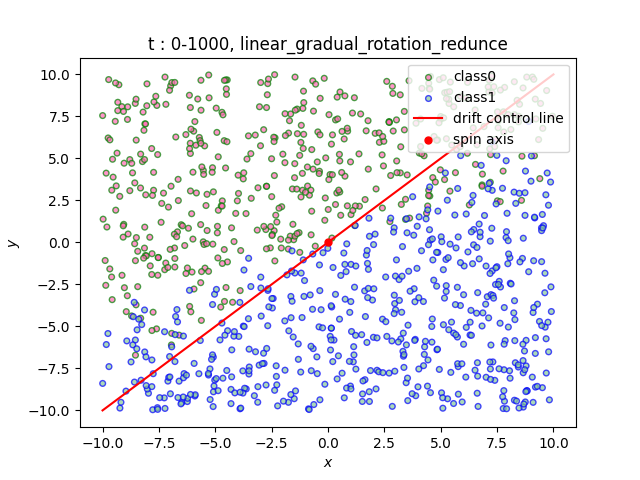 t : 0-1000, linear_gradual_rotation_redunce
class0
class1
drift control line
spin axis
y
10.0
7.5
5.0
2.5
0.0
−2.5
−5.0
−7.5
−10.0
−10.0 −7.5 −5.0 −2.5 0.0 2.5 5.0 7.5 10.0
x